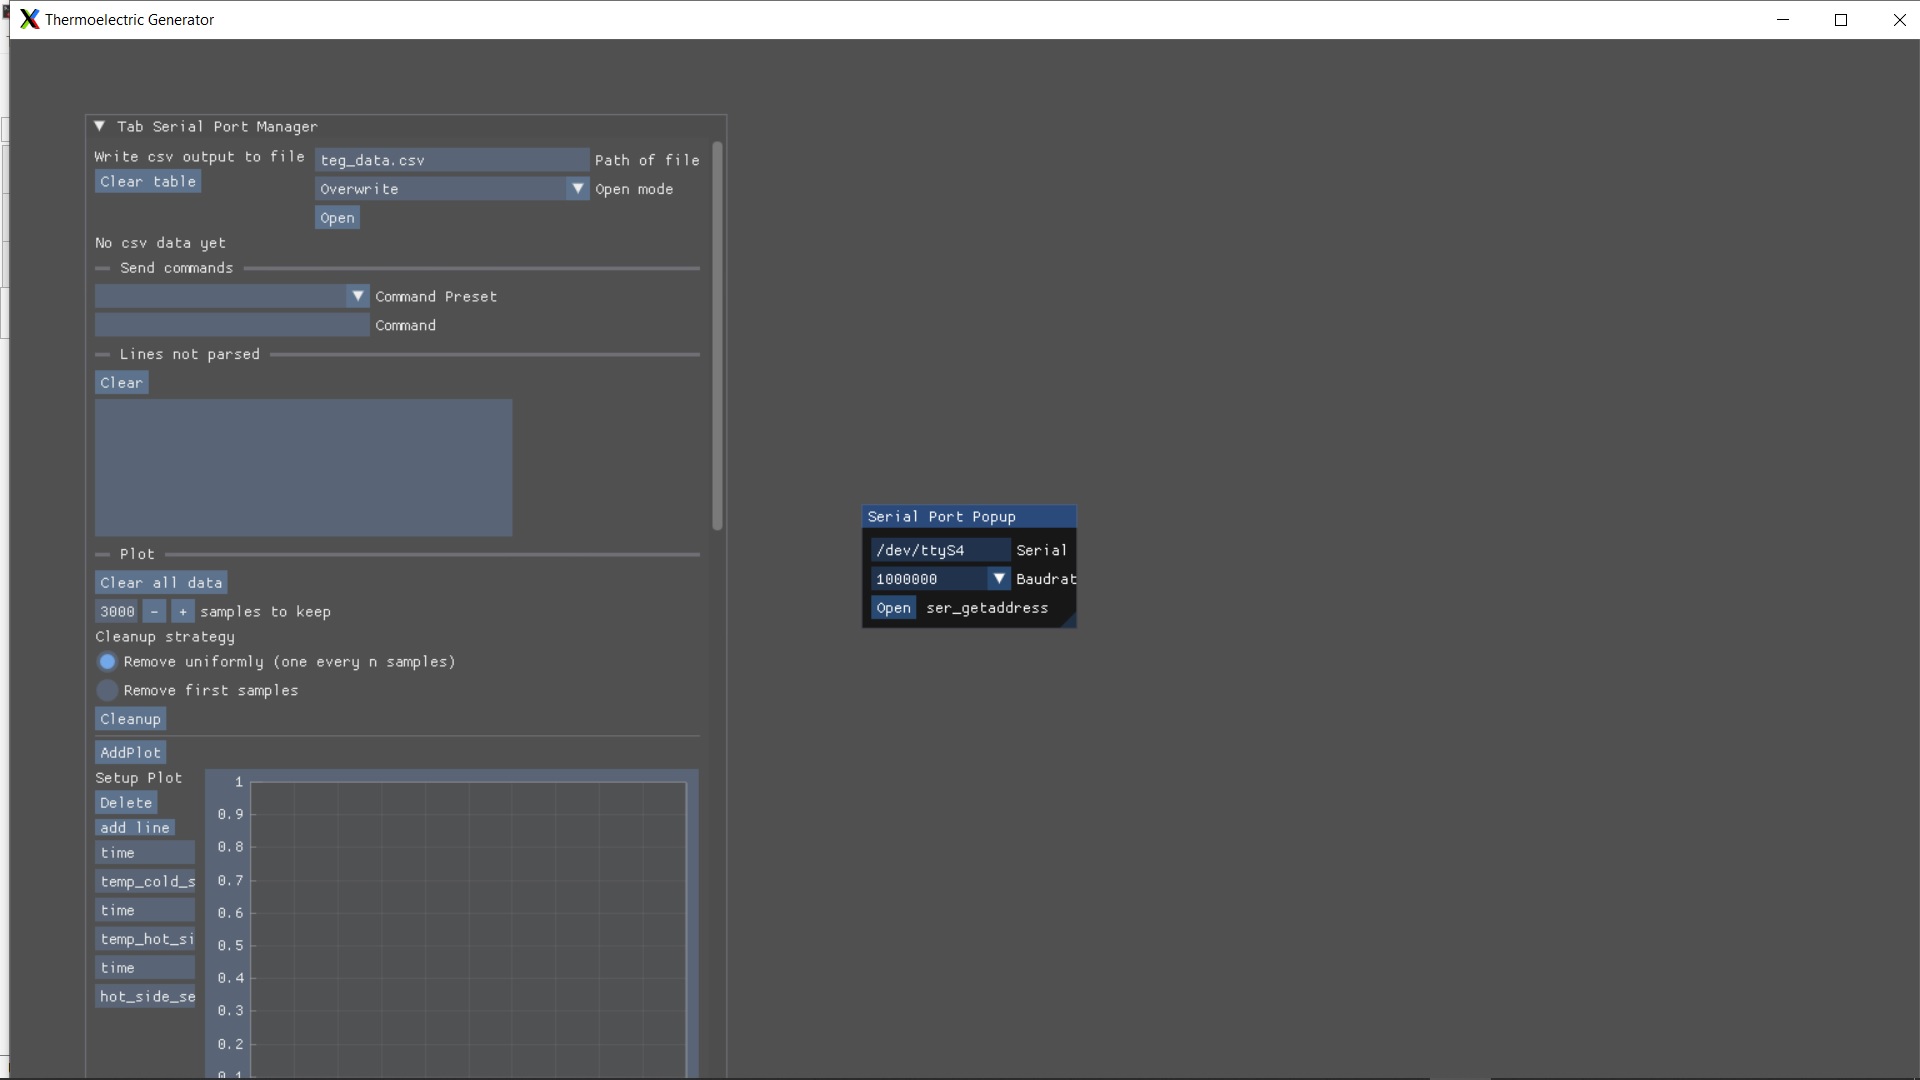 Thermoelectric Generator
Tab Serial Port Manager
Write csv output to file
teg_data.csv Path of file
Clear table
Overwrite Open mode
Open
No csv data yet
Send commands
Command Preset
Command
Lines not parsed
Clear
Plot
Clear all data
3000 - + samples to keep
Cleanup strategy
Remove uniformly (one every n samples)
Remove first samples
Cleanup
AddPlot
Setup Plot
Delete
add line
time
temp_cold_s
time
temp_hot_si
time
hot_side_se
1
0.9
0.8
0.7
0.6
0.5
0.4
0.3
0.2
0.1
Serial Port Popup
/dev/ttyS4 Serial
1000000 Baudrat
Open ser_getaddress